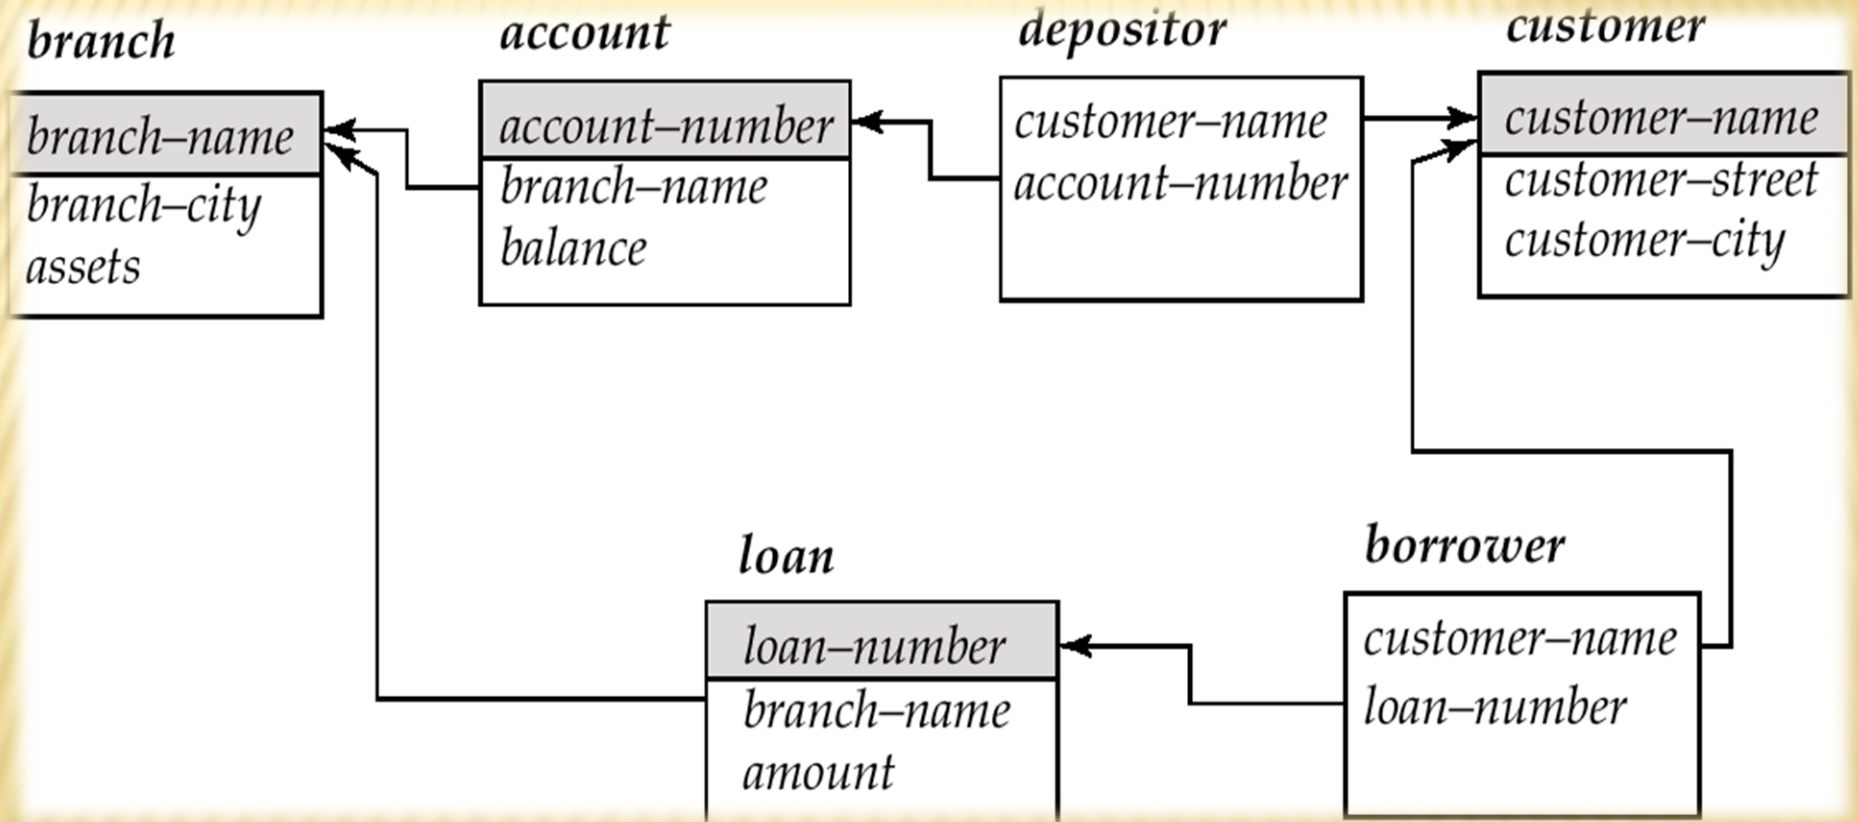 branch
branch–name
branch–city
assets
account
account–number
branch–name
balance
depositor
customer–name
account–number
customer
customer–name
customer–street
customer–city
loan
loan–number
branch–name
amount
borrower
customer–name
loan–number